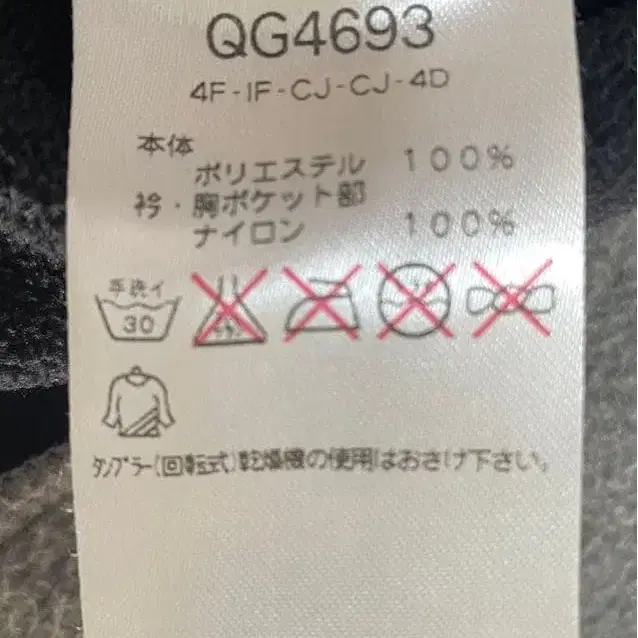 QG4693
4F-IF-CJ-CJ-4D
本体
ポリエステル 100%
衿・胸ポケット部
ナイロン 100%
手洗イ
30
タンブラー(回転式)乾燥機の使用はおさけ下さい。